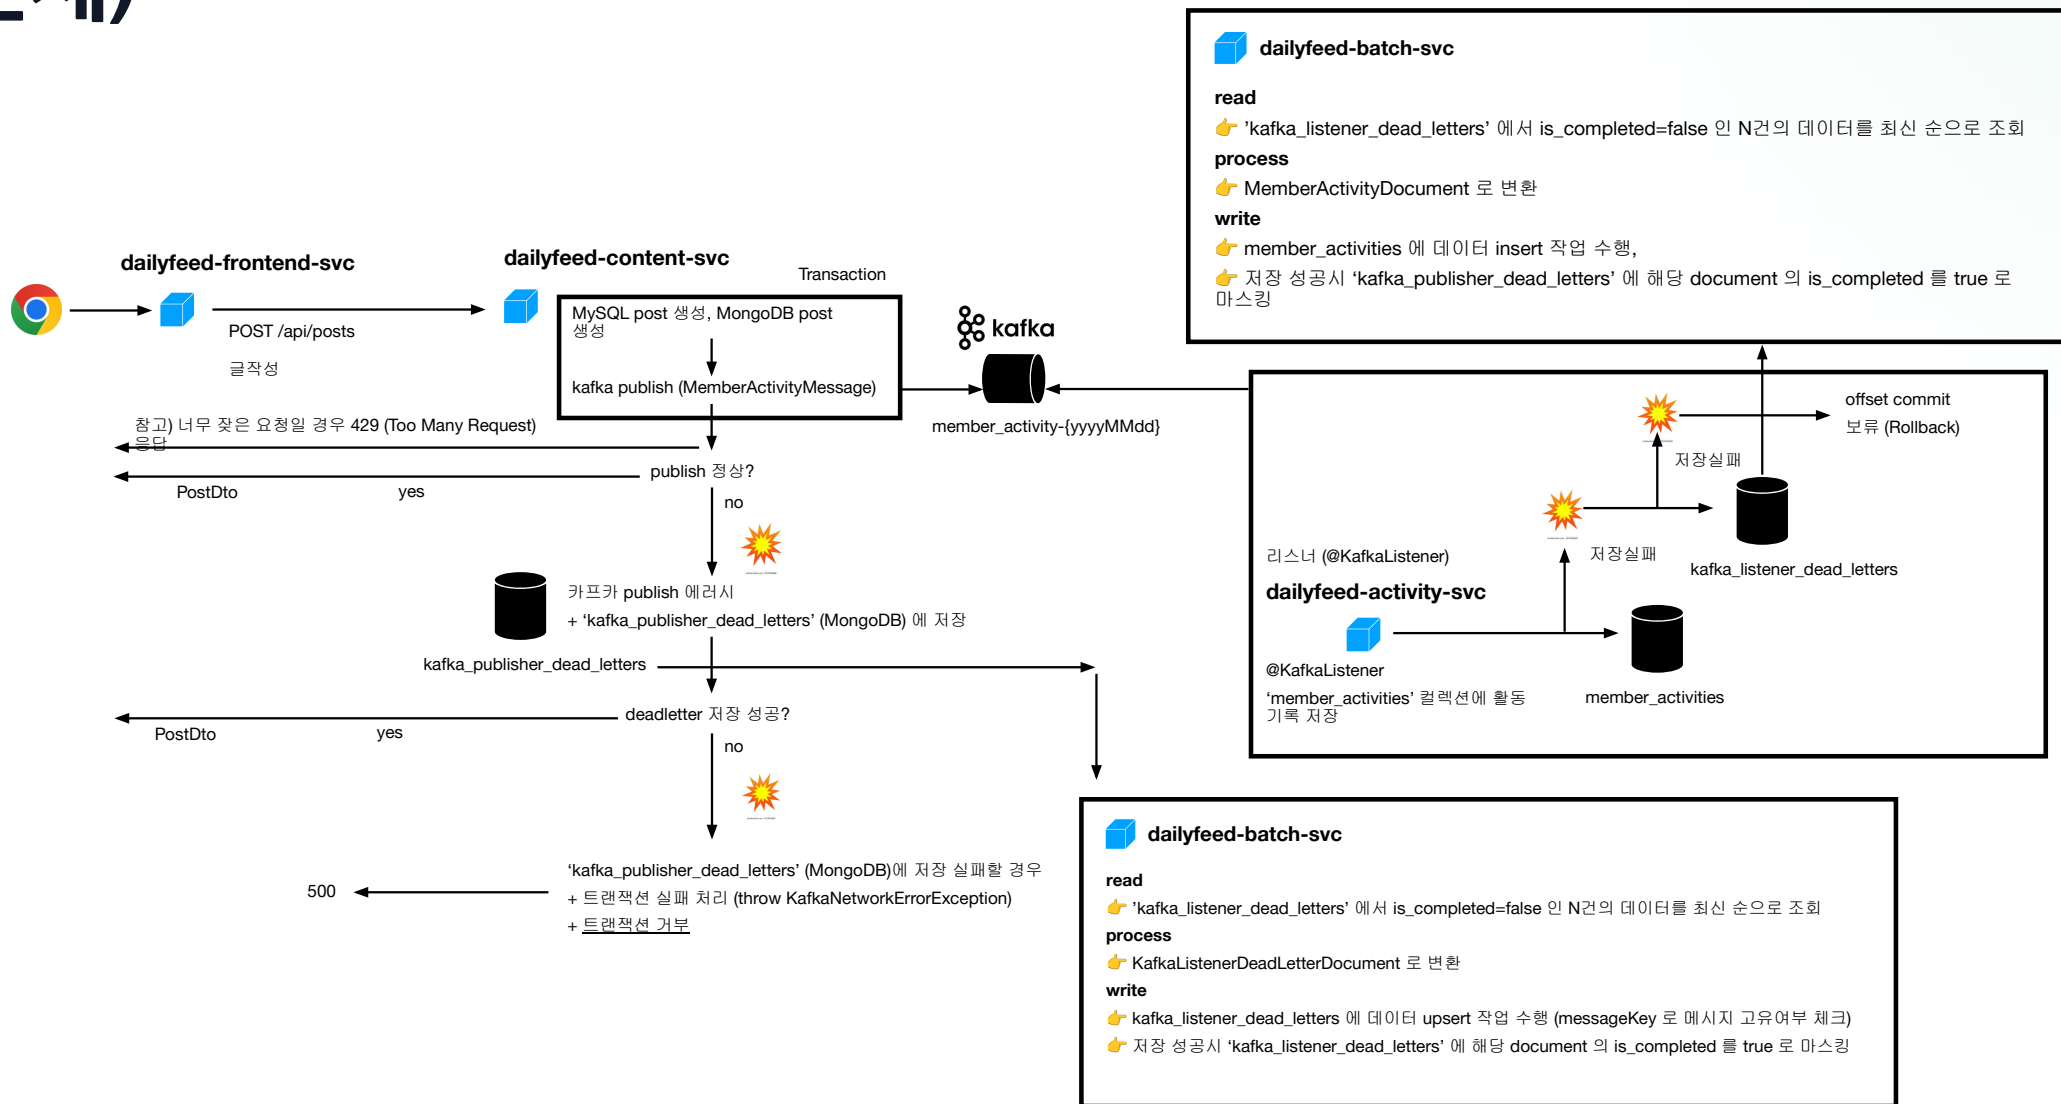 dailyfeed-batch-svc
read
👉 ’kafka_listener_dead_letters’ 에서 is_completed=false 인 N건의 데이터를 최신 순으로 조회
process
👉 MemberActivityDocument 로 변환
write
👉 member_activities 에 데이터 insert 작업 수행,
👉 저장 성공시 ‘kafka_publisher_dead_letters’ 에 해당 document 의 is_completed 를 true 로
마스킹
dailyfeed-frontend-svc
POST /api/posts
글작성
dailyfeed-content-svc
Transaction
MySQL post 생성, MongoDB post
생성
kafka publish (MemberActivityMessage)
kafka
member_activity-{yyyyMMdd}
참고) 너무 잦은 요청일 경우 429 (Too Many Request)
응답
publish 정상?
PostDto
yes
no
카프카 publish 에러시
+ ‘kafka_publisher_dead_letters’ (MongoDB) 에 저장
kafka_publisher_dead_letters
deadletter 저장 성공?
PostDto
yes
no
‘kafka_publisher_dead_letters’ (MongoDB)에 저장 실패할 경우
+ 트랜잭션 실패 처리 (throw KafkaNetworkErrorException)
+ 트랜잭션 거부
500
offset commit
보류 (Rollback)
저장실패
저장실패
kafka_listener_dead_letters
리스너 (@KafkaListener)
dailyfeed-activity-svc
@KafkaListener
‘member_activities’ 컬렉션에 활동
기록 저장
member_activities
dailyfeed-batch-svc
read
👉 ’kafka_listener_dead_letters’ 에서 is_completed=false 인 N건의 데이터를 최신 순으로 조회
process
👉 KafkaListenerDeadLetterDocument 로 변환
write
👉 kafka_listener_dead_letters 에 데이터 upsert 작업 수행 (messageKey 로 메시지 고유여부 체크)
👉 저장 성공시 ‘kafka_listener_dead_letters’ 에 해당 document 의 is_completed 를 true 로 마스킹